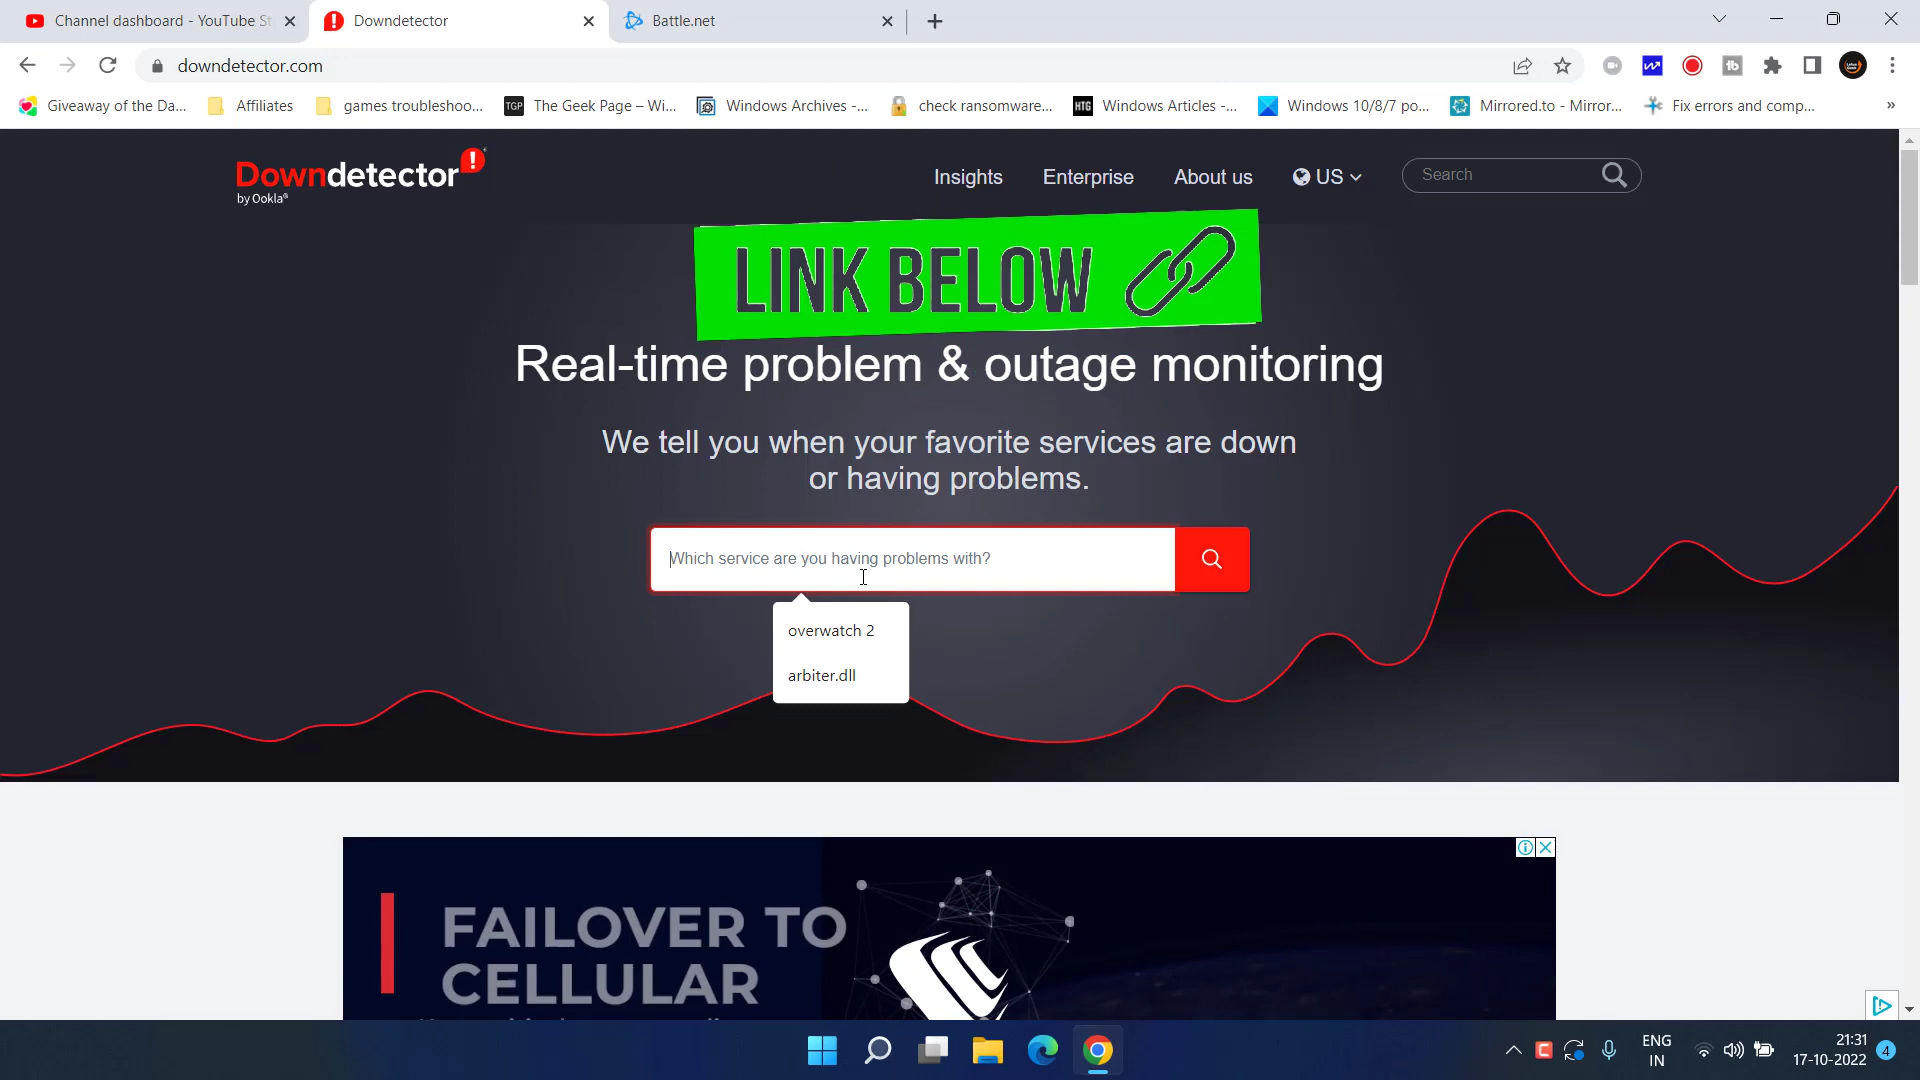 Channel dashboard - YouTube St
Downdetector
Battle.net
downdetector.com
Giveaway of the Da...
Affiliates
games troubleshoo...
TGP
The Geek Page – Wi...
Windows Archives -...
check ransomware...
HTG
Windows Articles -...
Windows 10/8/7 po...
Mirrored.to - Mirror...
Fix errors and comp...
»
Downdetector
by Ookla®
Insights
Enterprise
About us
US
Search
LINK BELOW
Real-time problem & outage monitoring
We tell you when your favorite services are down
or having problems.
Which service are you having problems with?
overwatch 2
arbiter.dll
FAILOVER TO
CELLULAR
ENG
IN
21:31
17-10-2022
4